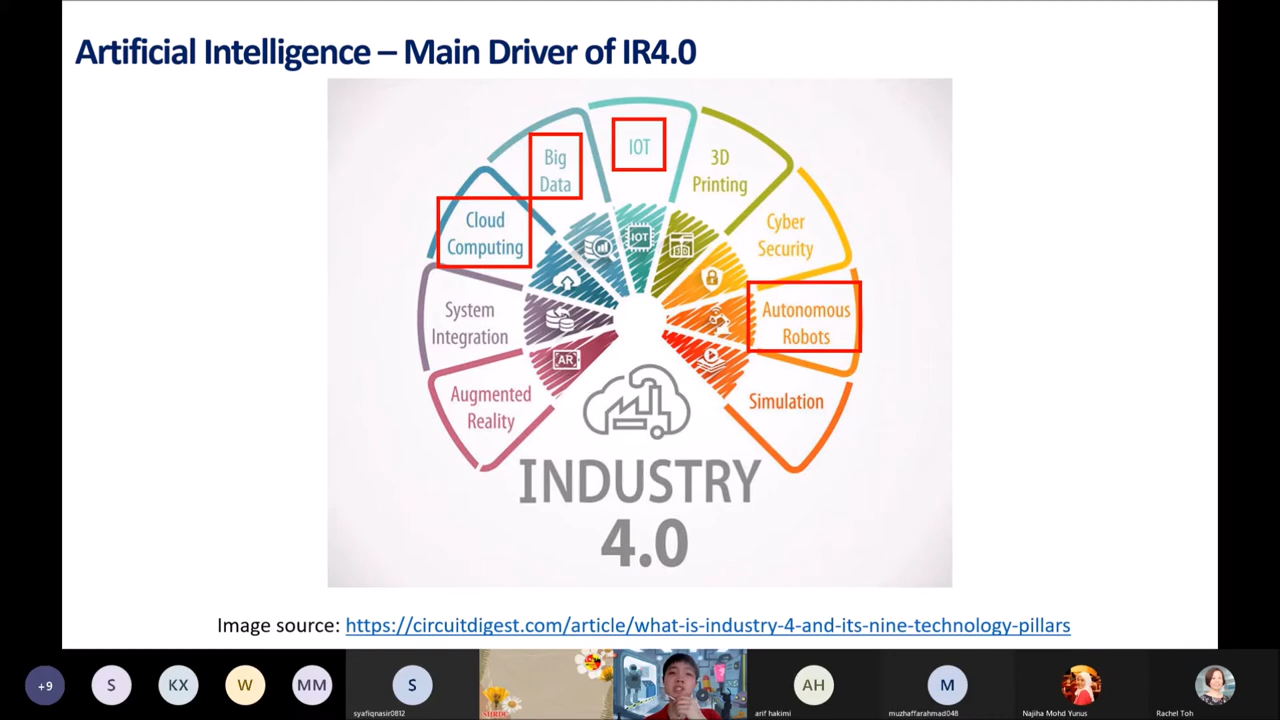 Artificial Intelligence – Main Driver of IR4.0
IOT
Big
Data
3D
Printing
Cloud
Computing
Cyber
Security
IOT
System
Integration
Autonomous
Robots
AR
Augmented
Reality
Simulation
INDUSTRY
4.0
Image source: https://circuitdigest.com/article/what-is-industry-4-and-its-nine-technology-pillars
+9
S
KX
W
MM
S
AH
M
syafiqnasir0812
arif hakimi
muzhaffarahmad048
Najiha Mohd Yunus
Rachel Toh